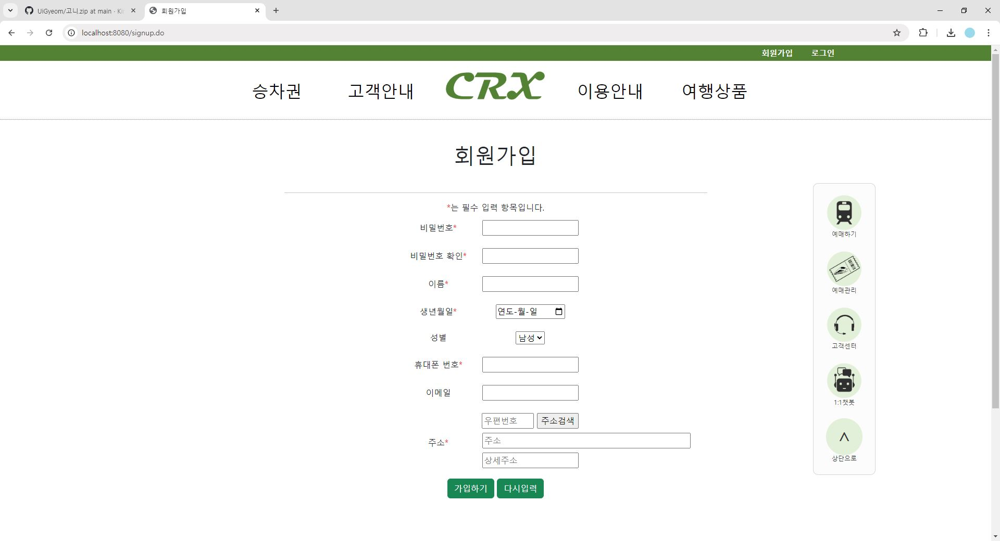 UiGyeom/고니.zip at main · Ki
회원가입
localhost:8080/signup.do
회원가입 로그인
승차권 고객안내 CRX 이용안내 여행상품
회원가입
*는 필수 입력 항목입니다.
비밀번호*
비밀번호 확인*
이름*
생년월일* 연도-월-일
성별 남성
휴대폰 번호*
이메일
우편번호 주소검색
주소* 주소
상세주소
가입하기 다시입력
예매하기
예매관리
고객센터
1:1챗봇
^
상단으로